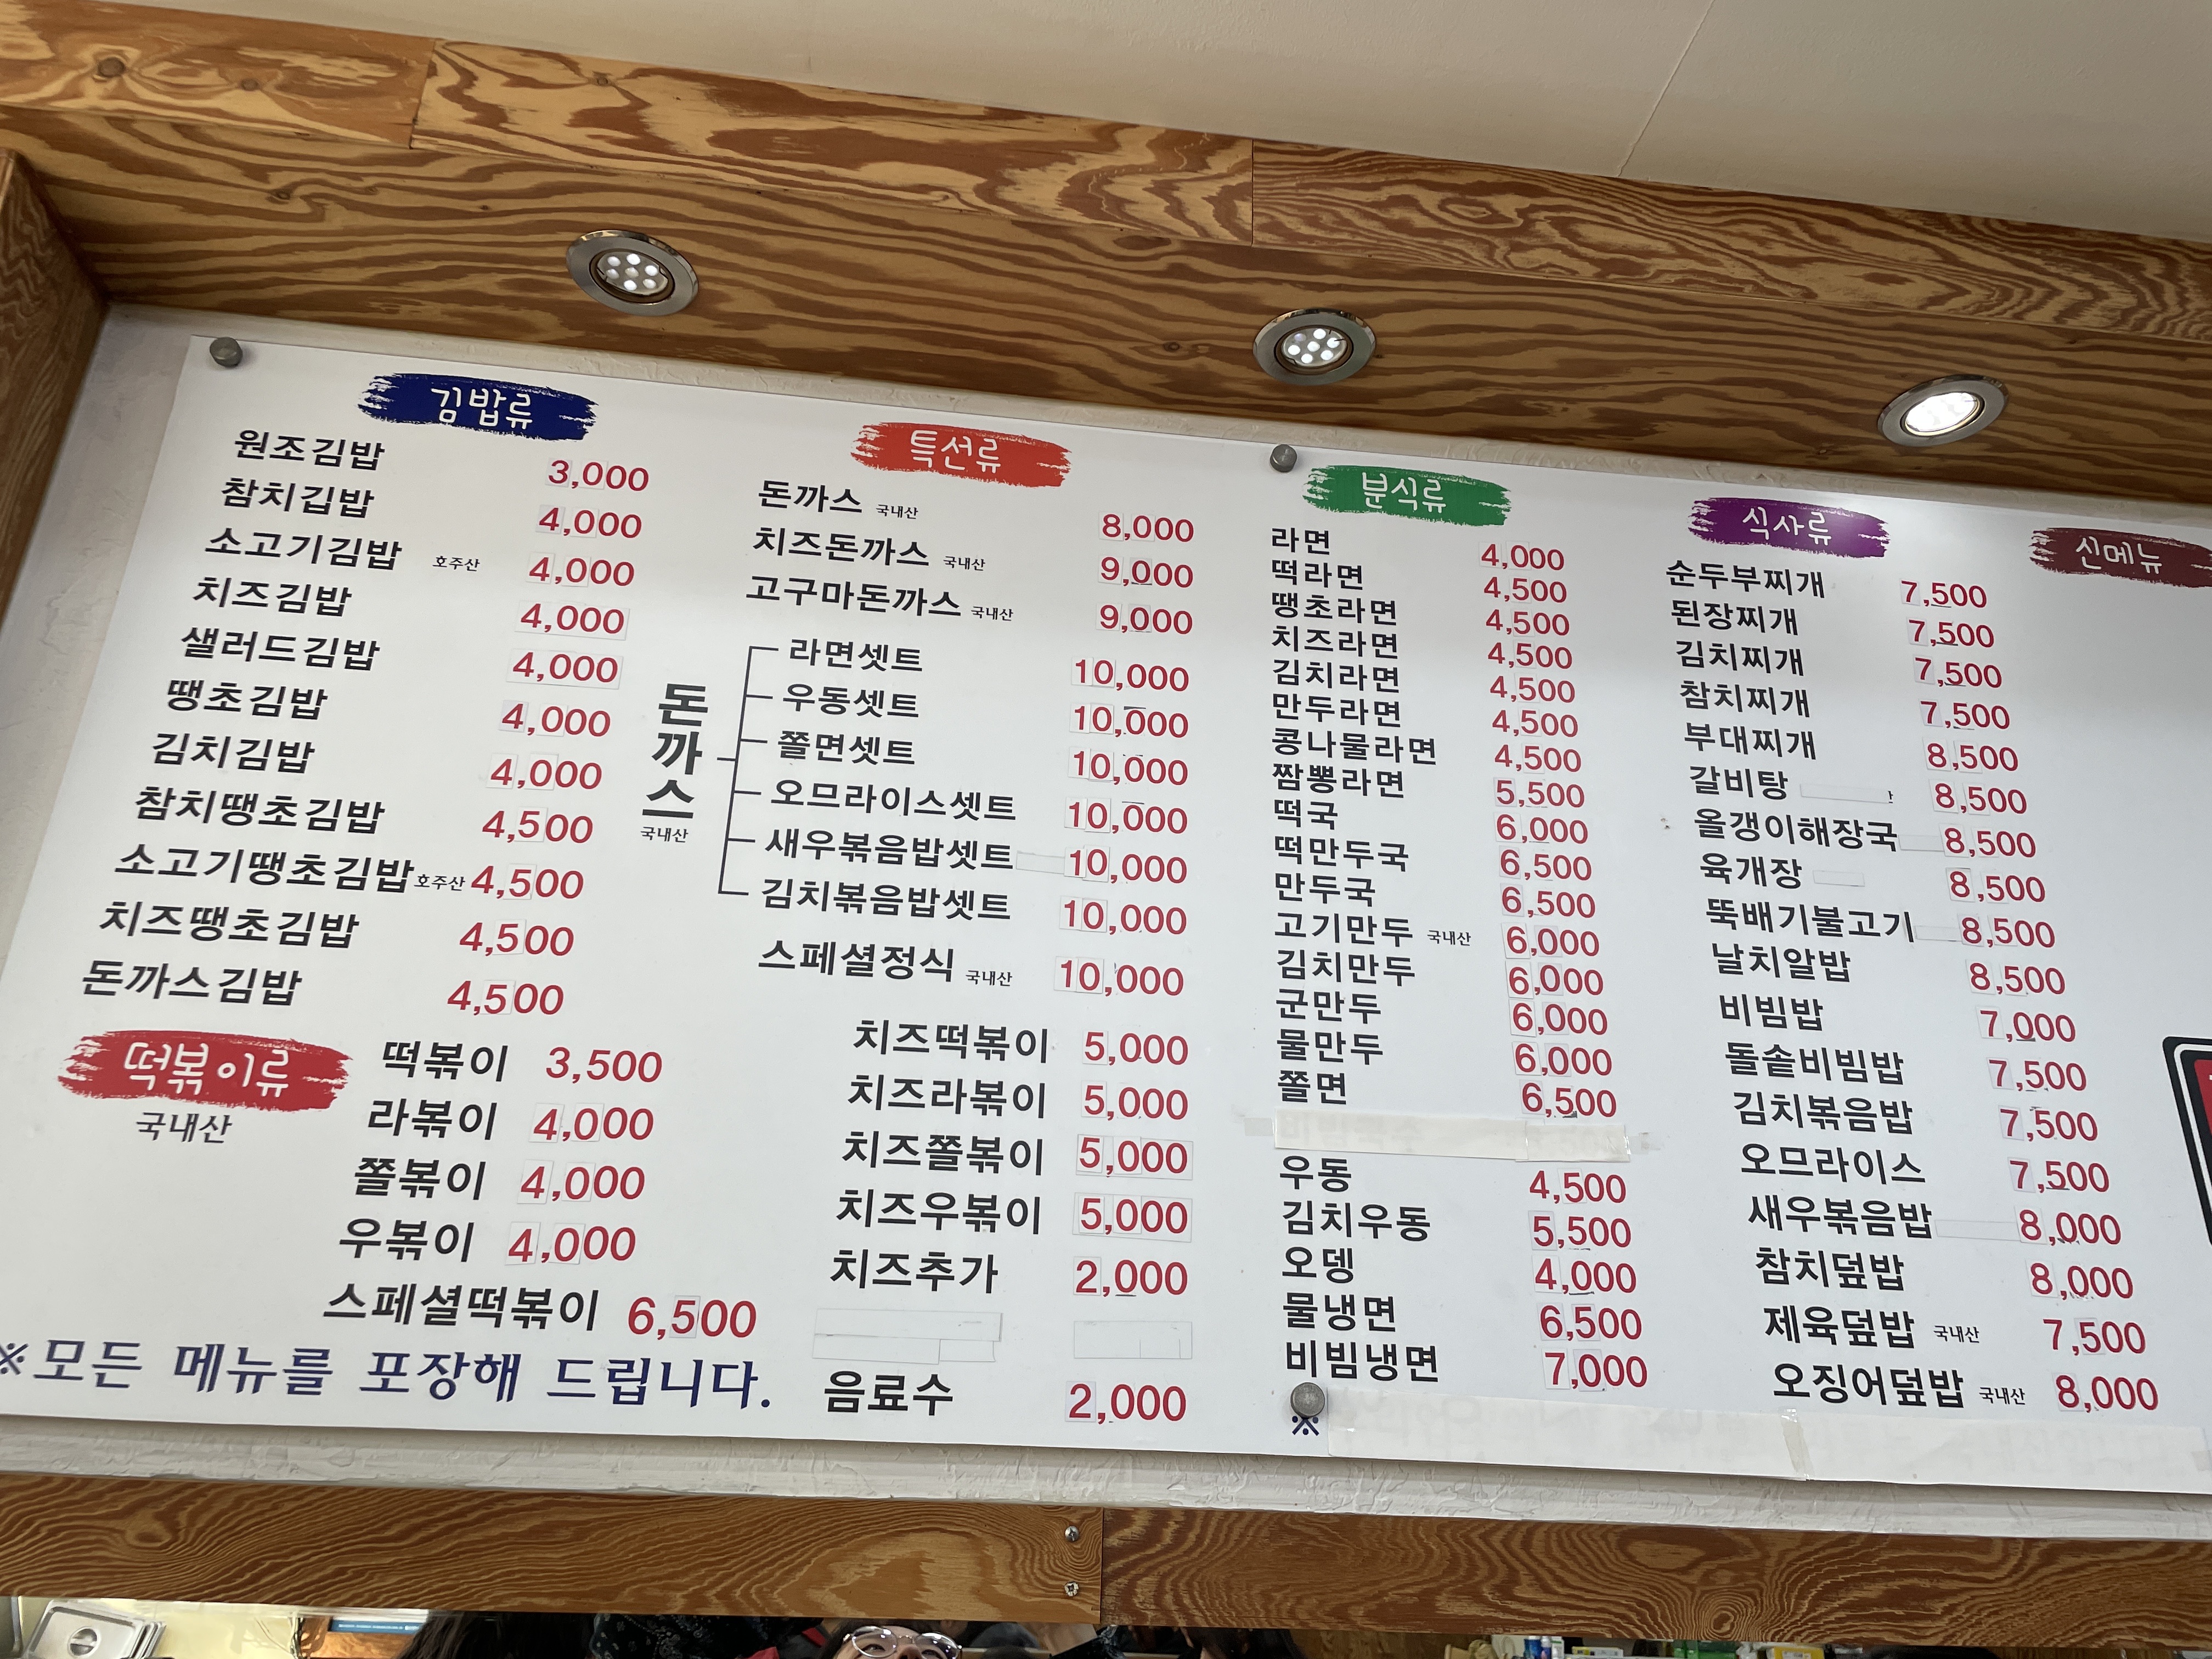 김밥류
원조김밥 3,000
참치김밥 4,000
소고기김밥 호주산 4,000
치즈김밥 4,000
샐러드김밥 4,000
땡초김밥 4,000
김치김밥 4,000
참치땡초김밥 4,500
소고기땡초김밥 호주산 4,500
치즈땡초김밥 4,500
돈까스김밥 4,500
떡볶이류
국내산
떡볶이 3,500
라볶이 4,000
쫄볶이 4,000
우볶이 4,000
스페셜떡볶이 6,500
※모든 메뉴를 포장해 드립니다.
특선류
돈까스 국내산 8,000
치즈돈까스 국내산 9,000
고구마돈까스 국내산 9,000
돈까스
국내산
라면셋트 10,000
우동셋트 10,000
쫄면셋트 10,000
오므라이스셋트 10,000
새우볶음밥셋트 10,000
김치볶음밥셋트 10,000
스페셜정식 국내산 10,000
치즈떡볶이 5,000
치즈라볶이 5,000
치즈쫄볶이 5,000
치즈우볶이 5,000
치즈추가 2,000
음료수 2,000
분식류
라면 4,000
떡라면 4,500
땡초라면 4,500
치즈라면 4,500
김치라면 4,500
만두라면 4,500
콩나물라면 4,500
짬뽕라면 5,500
떡국 6,000
떡만두국 6,500
만두국 6,500
고기만두 국내산 6,000
김치만두 6,000
군만두 6,000
물만두 6,000
쫄면 6,500
우동 4,500
김치우동 5,500
오뎅 4,000
물냉면 6,500
비빔냉면 7,000
※
식사류
순두부찌개 7,500
된장찌개 7,500
김치찌개 7,500
참치찌개 7,500
부대찌개 8,500
갈비탕 8,500
올갱이해장국 8,500
육개장 8,500
뚝배기불고기 8,500
날치알밥 8,500
비빔밥 7,000
돌솥비빔밥 7,500
김치볶음밥 7,500
오므라이스 7,500
새우볶음밥 8,000
참치덮밥 8,000
제육덮밥 국내산 7,500
오징어덮밥 국내산 8,000
신메뉴